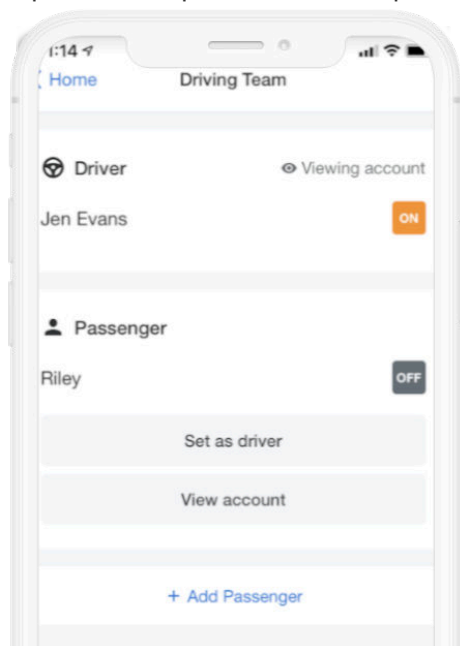 1:14
Home Driving Team
Driver Viewing account
Jen Evans ON
Passenger
Riley OFF
Set as driver
View account
+ Add Passenger